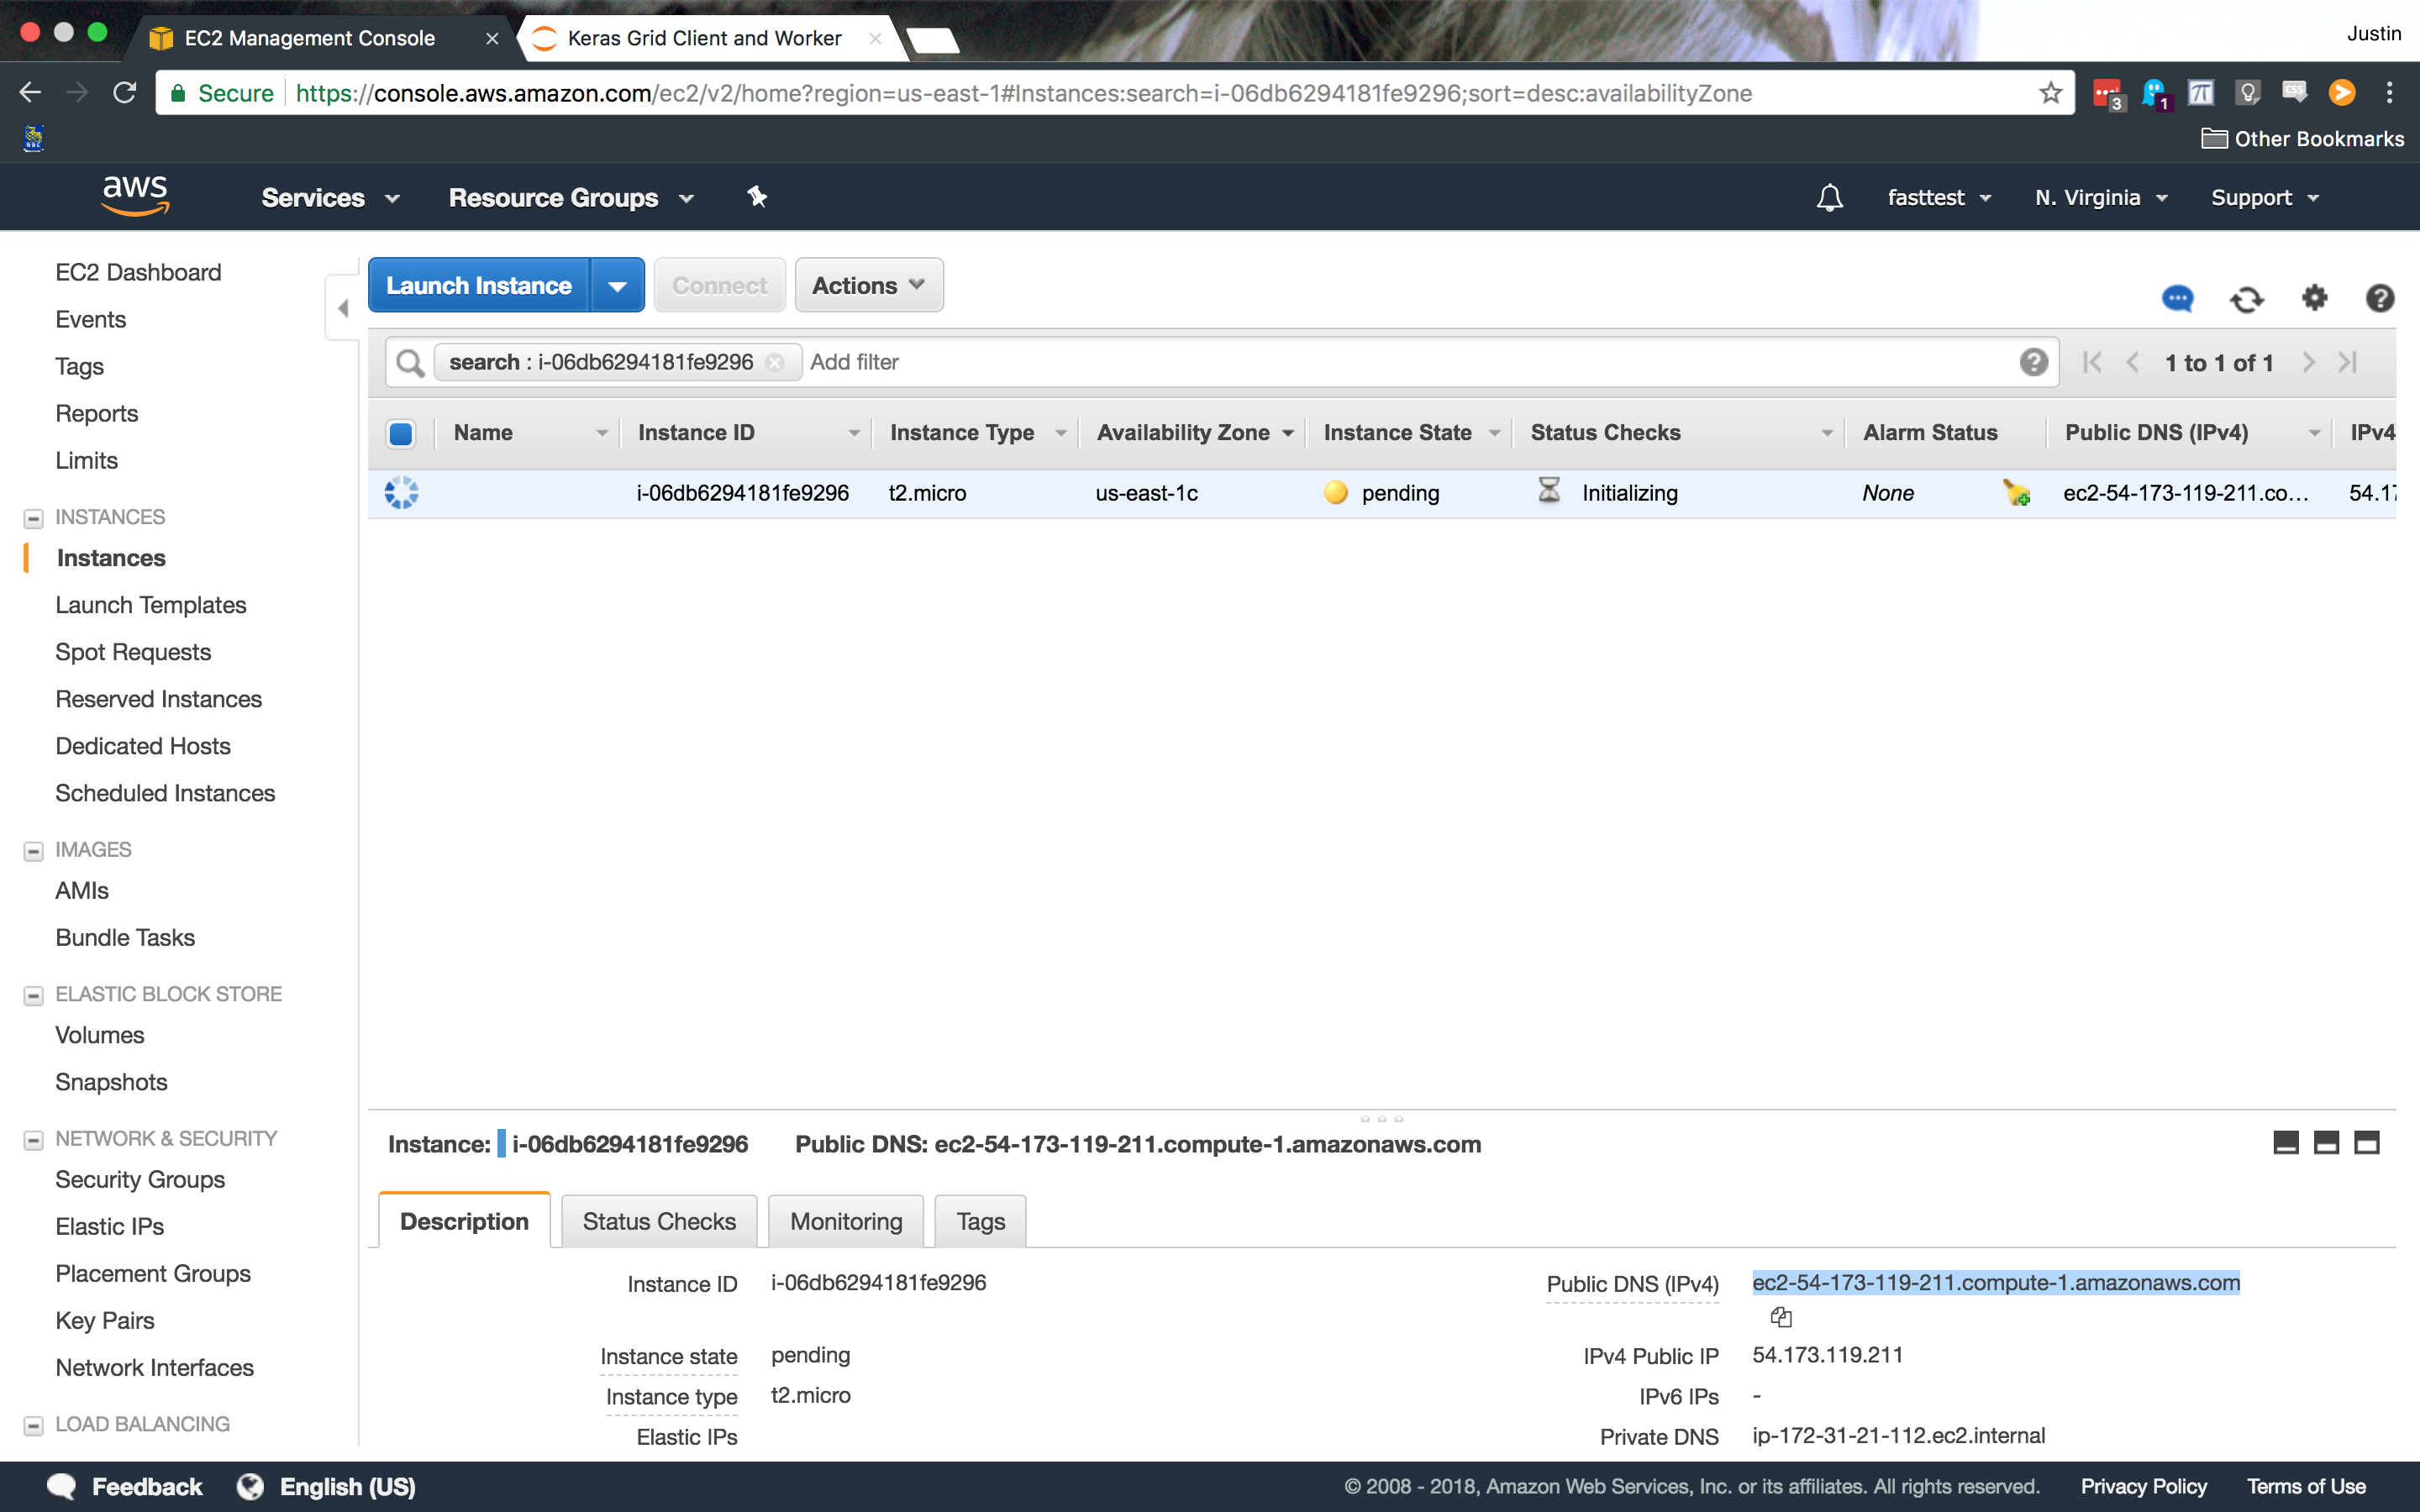 EC2 Management Console
Keras Grid Client and Worker
Justin
Secure https://console.aws.amazon.com/ec2/v2/home?region=us-east-1#Instances:search=i-06db6294181fe9296;sort=desc:availabilityZone
3
1
π
CSS
Other Bookmarks
aws Services Resource Groups fasttest N. Virginia Support
EC2 Dashboard
Events
Tags
Reports
Limits
INSTANCES
Instances
Launch Templates
Spot Requests
Reserved Instances
Dedicated Hosts
Scheduled Instances
IMAGES
AMIs
Bundle Tasks
ELASTIC BLOCK STORE
Volumes
Snapshots
NETWORK & SECURITY
Security Groups
Elastic IPs
Placement Groups
Key Pairs
Network Interfaces
LOAD BALANCING
Launch Instance Connect Actions
search : i-06db6294181fe9296 Add filter 1 to 1 of 1
Name Instance ID Instance Type Availability Zone Instance State Status Checks Alarm Status Public DNS (IPv4) IPv4
i-06db6294181fe9296 t2.micro us-east-1c pending Initializing None ec2-54-173-119-211.co... 54.17
Instance: i-06db6294181fe9296 Public DNS: ec2-54-173-119-211.compute-1.amazonaws.com
Description Status Checks Monitoring Tags
Instance ID i-06db6294181fe9296 Public DNS (IPv4) ec2-54-173-119-211.compute-1.amazonaws.com
Instance state pending IPv4 Public IP 54.173.119.211
Instance type t2.micro IPv6 IPs -
Elastic IPs Private DNS ip-172-31-21-112.ec2.internal
Feedback English (US) © 2008 - 2018, Amazon Web Services, Inc. or its affiliates. All rights reserved. Privacy Policy Terms of Use